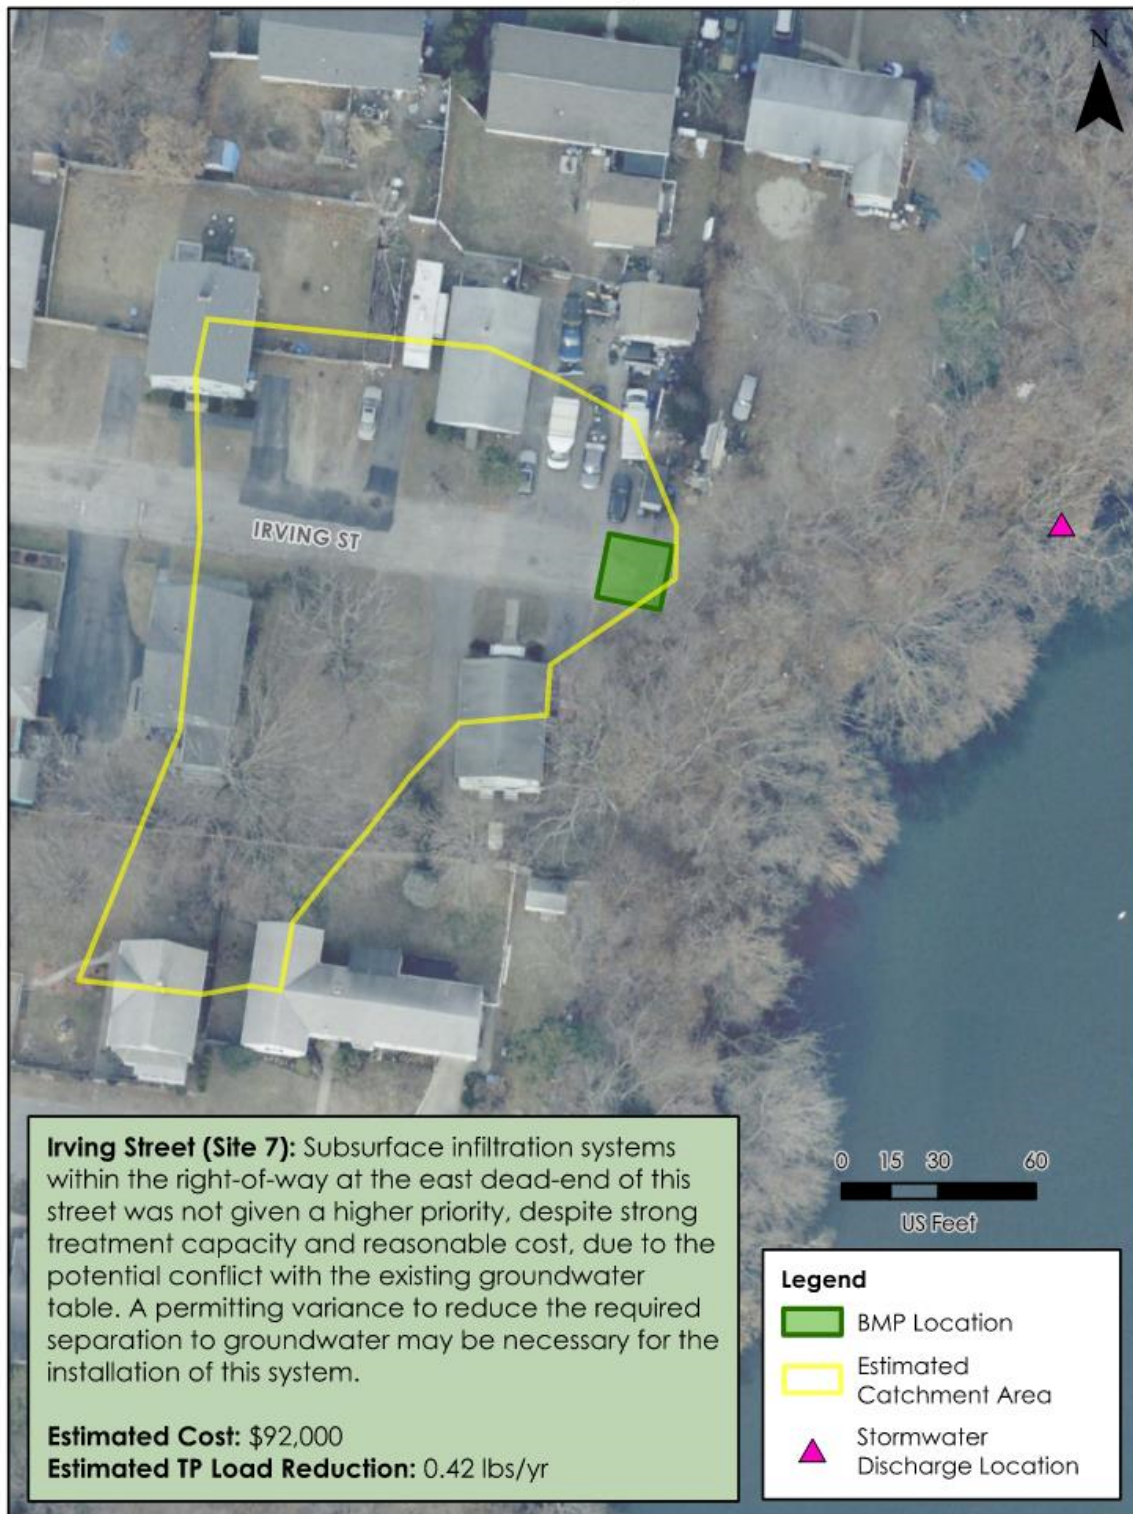 N
IRVING ST
Irving Street (Site 7): Subsurface infiltration systems
within the right-of-way at the east dead-end of this
street was not given a higher priority, despite strong
treatment capacity and reasonable cost, due to the
potential conflict with the existing groundwater
table. A permitting variance to reduce the required
separation to groundwater may be necessary for the
installation of this system.
Estimated Cost: $92,000
Estimated TP Load Reduction: 0.42 lbs/yr
0 15 30 60
US Feet
Legend
BMP Location
Estimated
Catchment Area
Stormwater
Discharge Location